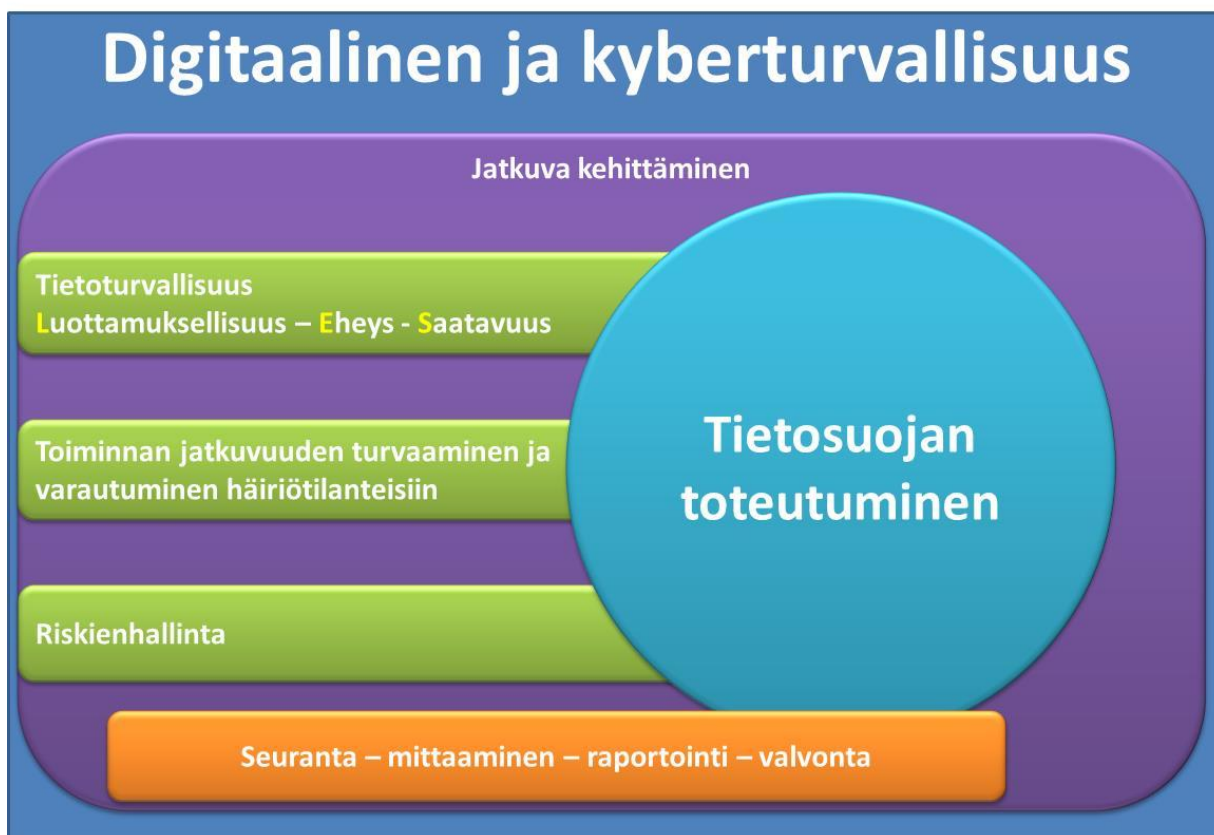 Digitaalinen ja kyberturvallisuus
Jatkuva kehittäminen
Tietoturvallisuus
Luottamuksellisuus – Eheys - Saatavuus
Toiminnan jatkuvuuden turvaaminen ja
varautuminen häiriötilanteisiin
Riskienhallinta
Tietosuojan
toteutuminen
Seuranta – mittaaminen – raportointi – valvonta